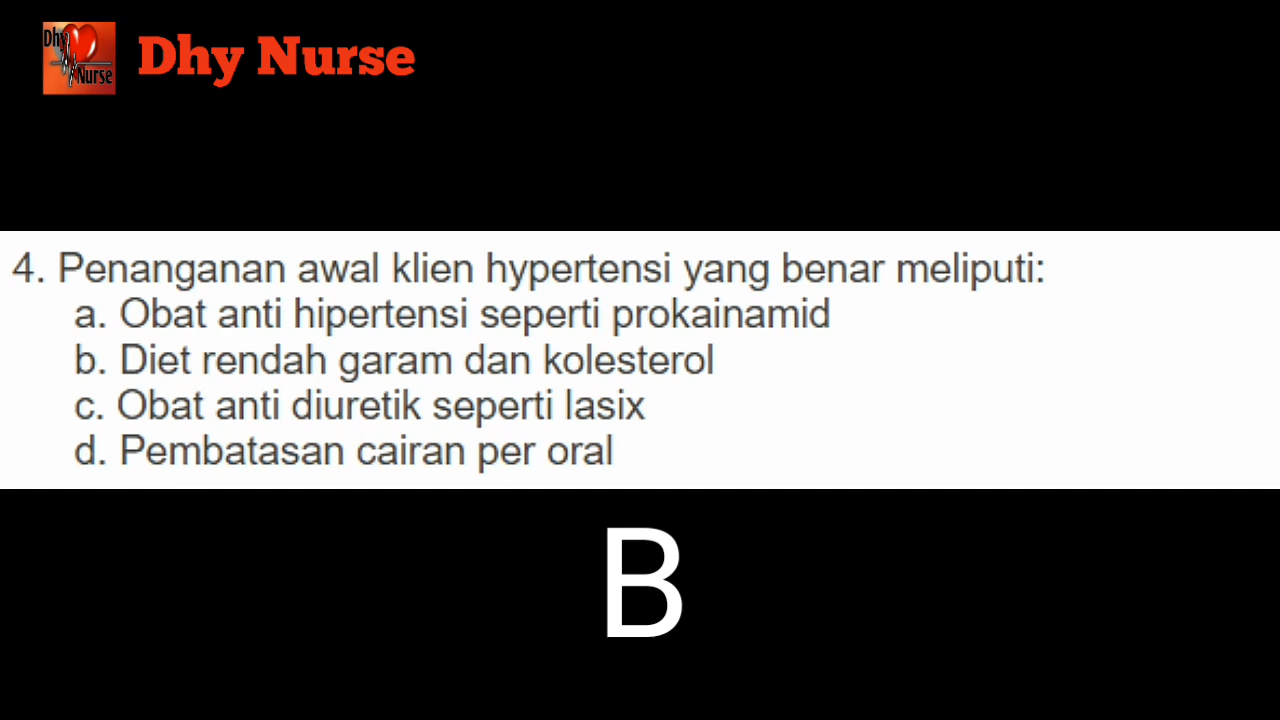 Dhy
Nurse
Dhy Nurse
4. Penanganan awal klien hypertensi yang benar meliputi:
a. Obat anti hipertensi seperti prokainamid
b. Diet rendah garam dan kolesterol
c. Obat anti diuretik seperti lasix
d. Pembatasan cairan per oral
B